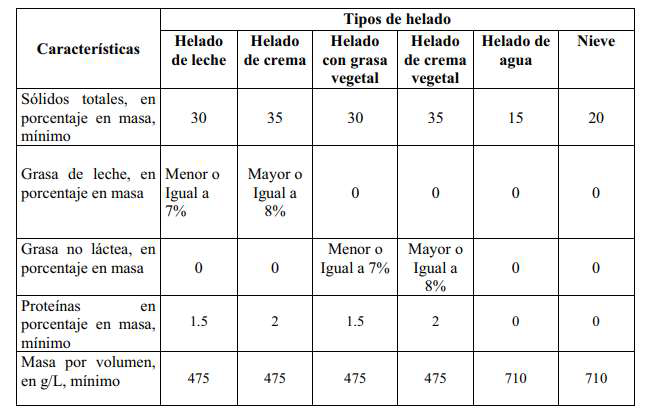 Características
Tipos de helado
Helado de leche
Helado de crema
Helado con grasa vegetal
Helado de crema vegetal
Helado de agua
Nieve
Sólidos totales, en
porcentaje en masa,
mínimo
30
35
30
35
15
20
Grasa de leche, en
porcentaje en masa
Menor o
Igual a
7%
Mayor o
Igual a
8%
0
0
0
0
Grasa no láctea, en
porcentaje en masa
0
0
Menor o
Igual a 7%
Mayor o
Igual a
8%
0
0
Proteínas en
porcentaje en masa,
mínimo
1.5
2
1.5
2
0
0
Masa por volumen,
en g/L, mínimo
475
475
475
475
710
710